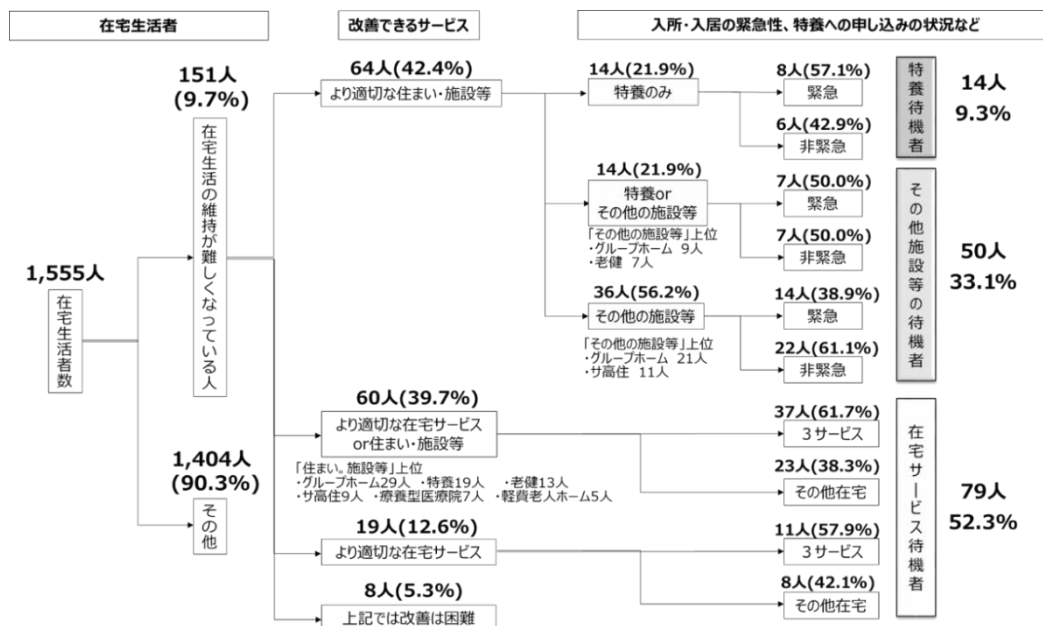 在宅生活者
改善できるサービス
入所・入居の緊急性、特養への申し込みの状況など
1,555人
在宅生活者数
151人
(9.7%)
在宅生活の維持が難しくなっている人
1,404人
(90.3%)
その他
64人(42.4%)
より適切な住まい・施設等
14人(21.9%)
特養のみ
8人(57.1%)
緊急
6人(42.9%)
非緊急
14人(21.9%)
特養or
その他の施設等
「その他の施設等」上位
・グループホーム 9人
・老健 7人
7人(50.0%)
緊急
7人(50.0%)
非緊急
36人(56.2%)
その他の施設等
「その他の施設等」上位
・グループホーム 21人
・サ高住 11人
14人(38.9%)
緊急
22人(61.1%)
非緊急
60人(39.7%)
より適切な在宅サービス
or住まい・施設等
「住まい。施設等」上位
・グループホーム29人 ・特養19人 ・老健13人
・サ高住9人 ・療養型医療院7人 ・軽費老人ホーム5人
37人(61.7%)
3サービス
23人(38.3%)
その他在宅
19人(12.6%)
より適切な在宅サービス
11人(57.9%)
3サービス
8人(42.1%)
その他在宅
8人(5.3%)
上記では改善は困難
特養待機者
14人
9.3%
その他施設等の待機者
50人
33.1%
在宅サービス待機者
79人
52.3%